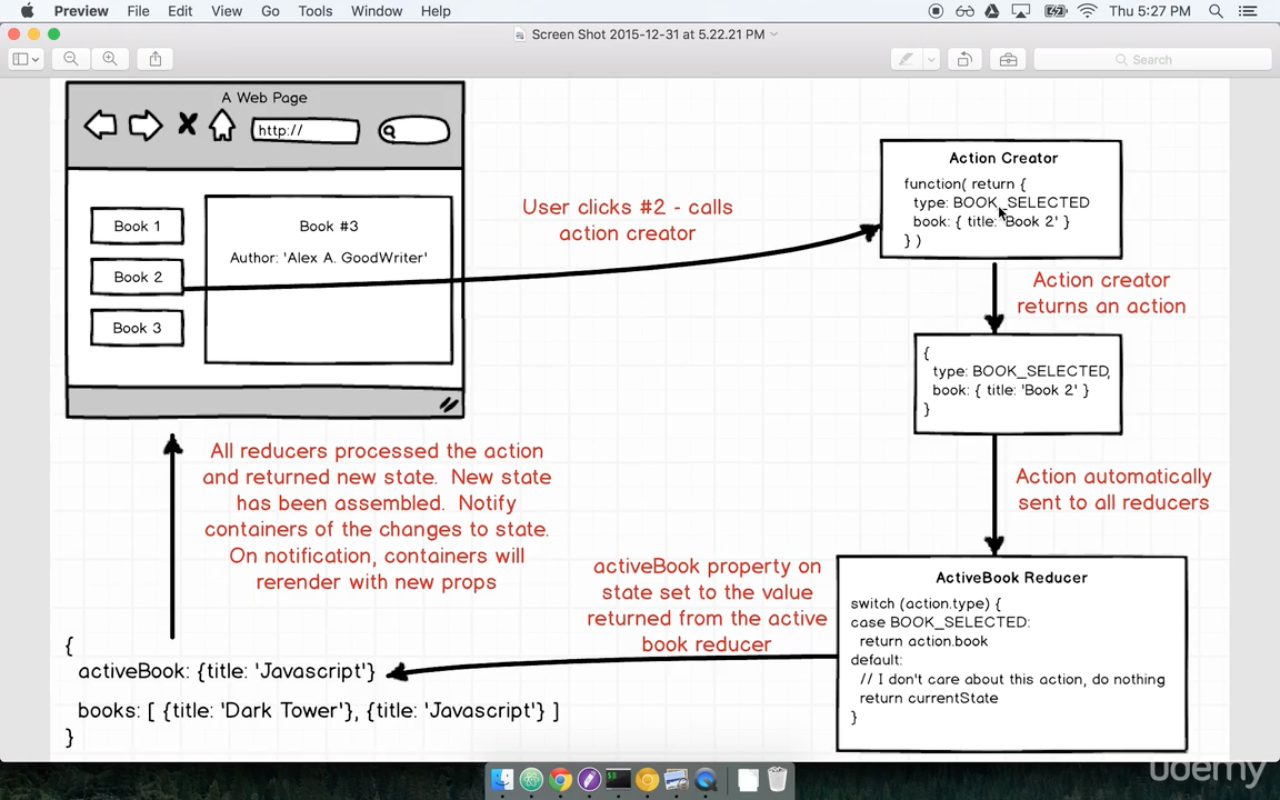 Preview File Edit View Go Tools Window Help
Thu 5:27 PM
Screen Shot 2015-12-31 at 5.22.21 PM
Search
A Web Page
http://
Book 1
Book 2
Book 3
Book #3
Author: 'Alex A. GoodWriter'
User clicks #2 - calls
action creator
Action Creator
function( return {
type: BOOK_SELECTED
book: { title: 'Book 2' }
} )
Action creator
returns an action
{
type: BOOK_SELECTED,
book: { title: 'Book 2' }
}
Action automatically
sent to all reducers
ActiveBook Reducer
switch (action.type) {
case BOOK_SELECTED:
return action.book
default:
// I don't care about this action, do nothing
return currentState
}
activeBook property on
state set to the value
returned from the active
book reducer
All reducers processed the action
and returned new state. New state
has been assembled. Notify
containers of the changes to state.
On notification, containers will
rerender with new props
{
activeBook: {title: 'Javascript'}
books: [ {title: 'Dark Tower'}, {title: 'Javascript'} ]
}
udemy